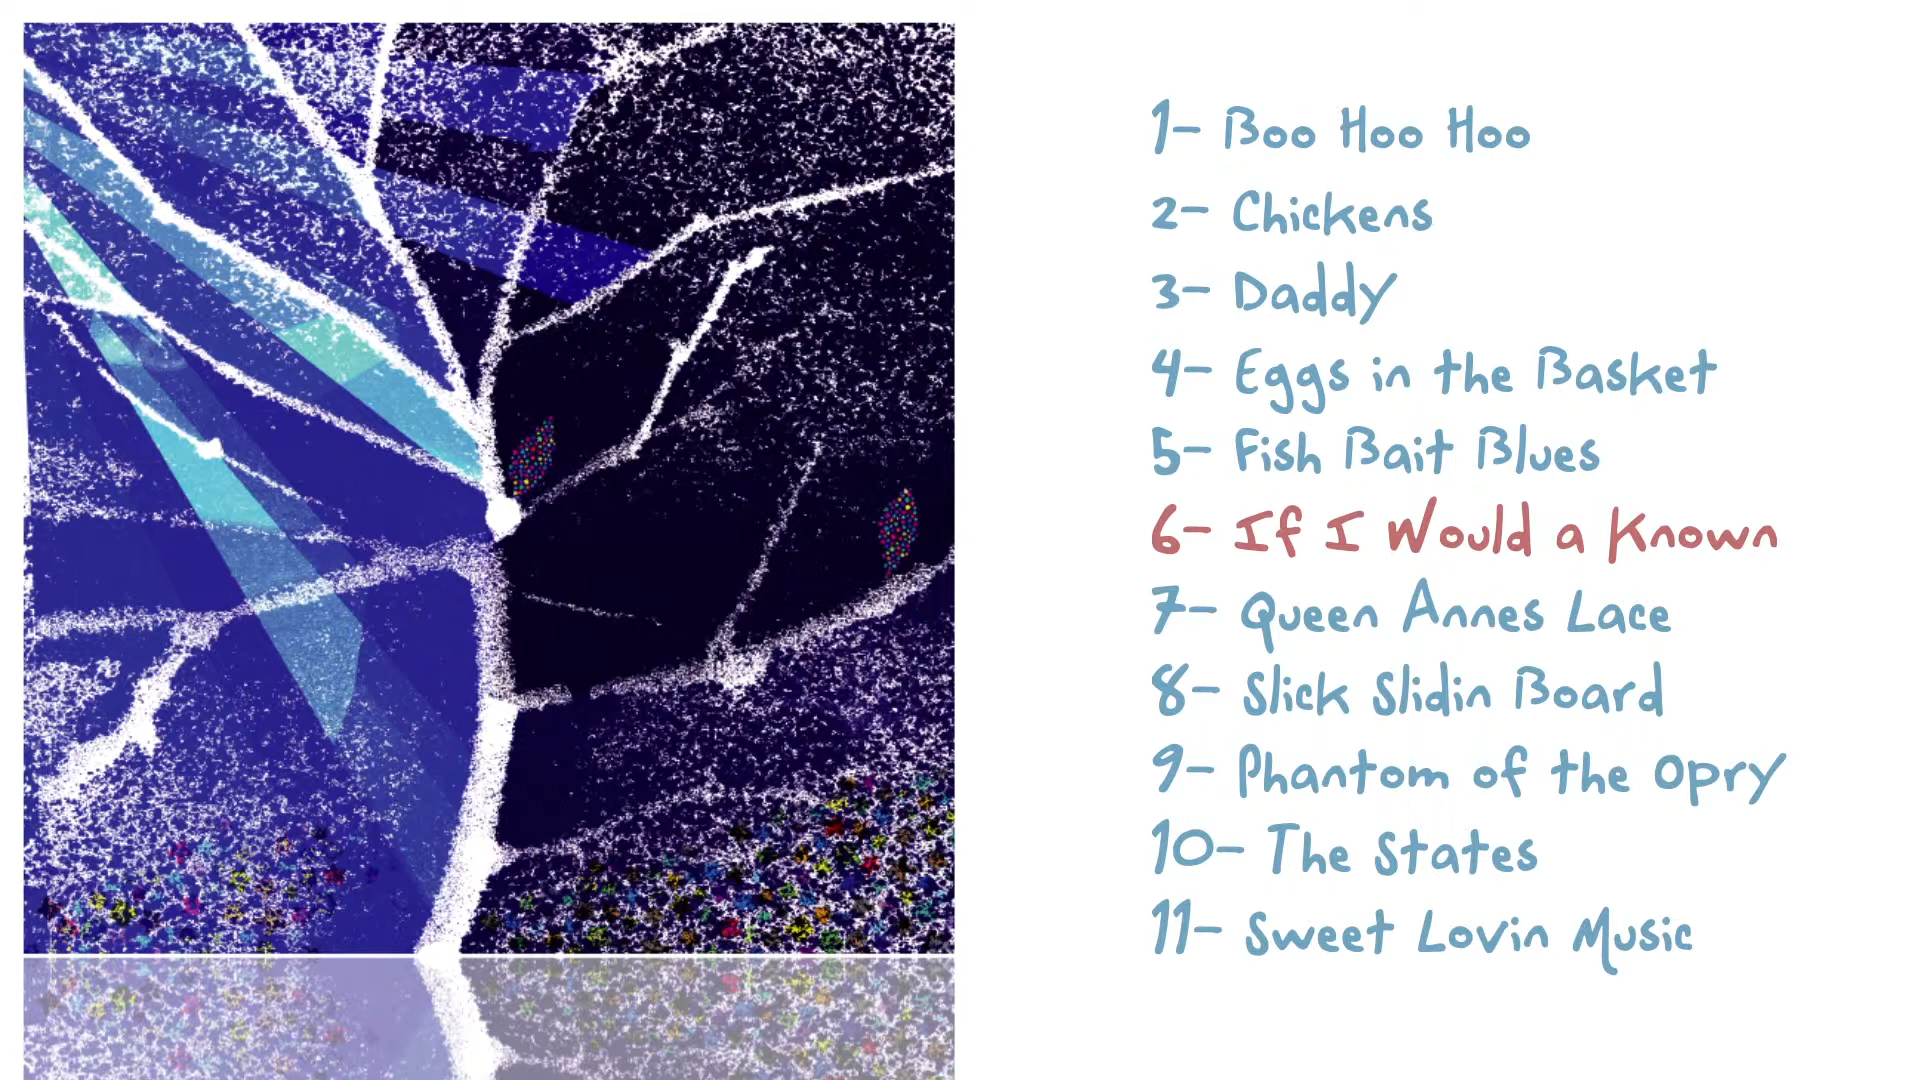 1- Boo Hoo Hoo
2- Chickens
3- Daddy
4- Eggs in the Basket
5- Fish Bait Blues
6- If I Would a Known
7- Queen Annes Lace
8- Slick Slidin Board
9- Phantom of the Opry
10- The States
11- Sweet Lovin Music